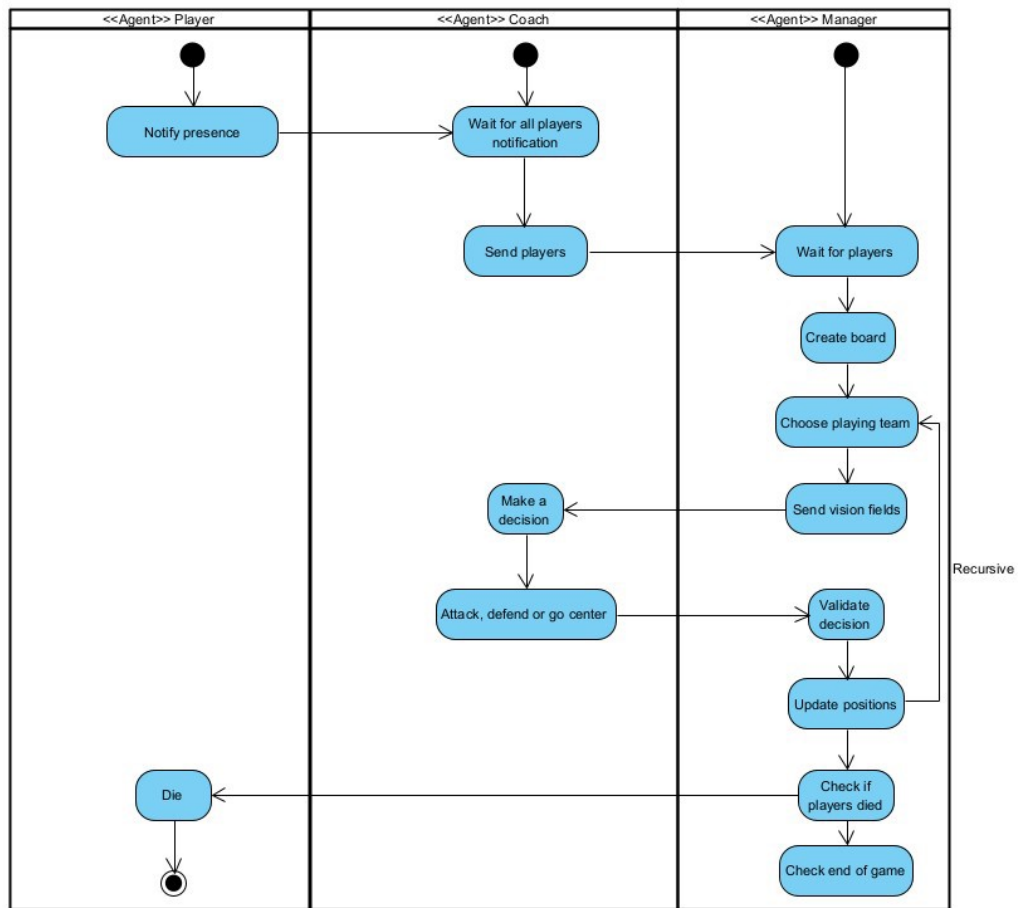 <<Agent>> Player
<<Agent>> Coach
<<Agent>> Manager
Notify presence
Wait for all players
notification
Send players
Wait for players
Create board
Choose playing team
Make a
decision
Send vision fields
Recursive
Attack, defend or go center
Validate
decision
Update positions
Die
Check if
players died
Check end of game